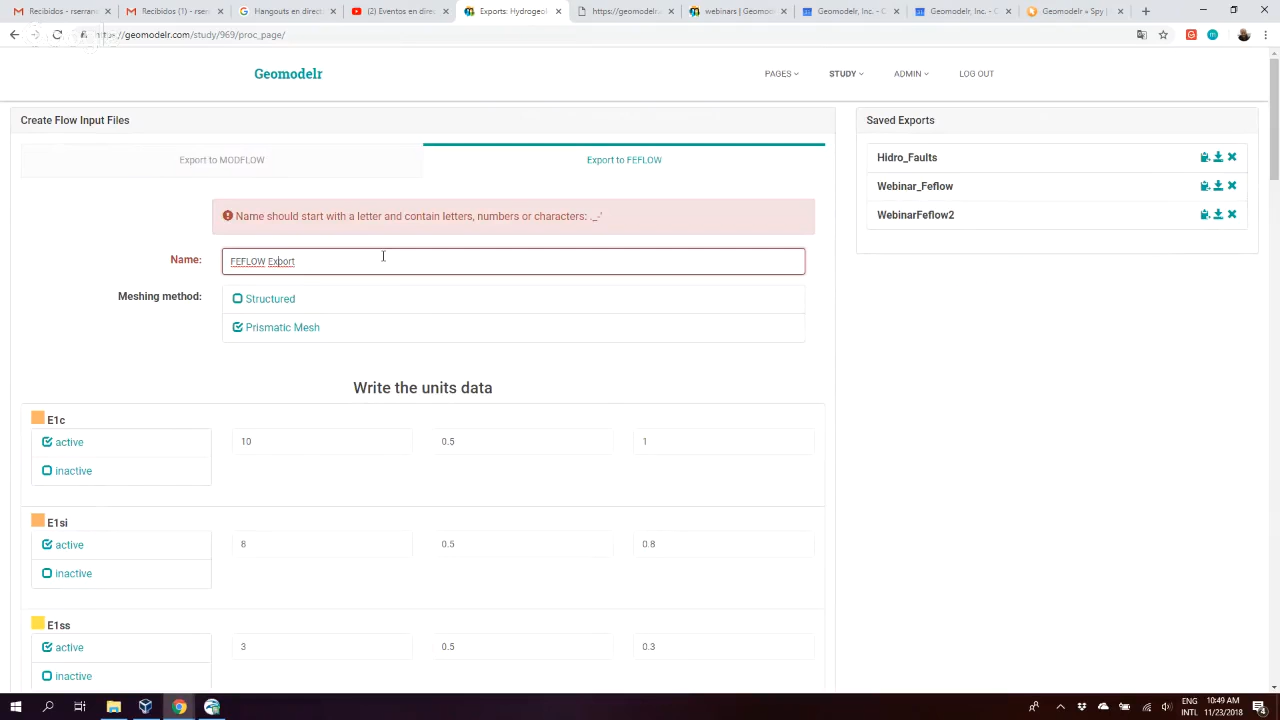 Recibidos - rserran
Recibidos (1) - rser
Hangouts en direct
(2) Eventos en dire
Exports: Hydrogeol
https://geomodelr.
webinars | Geomod
Geomodelr, Inc. - C
Geomodelr, Inc. - C
Geomodelr « Spy |
https://geomodelr.com/study/969/proc_page/
Geomodelr
PAGES
STUDY
ADMIN
LOG OUT
Create Flow Input Files
Saved Exports
Export to MODFLOW
Export to FEFLOW
Hidro_Faults
Webinar_Feflow
WebinarFeflow2
Name should start with a letter and contain letters, numbers or characters: ._-'
Name:
FEFLOW Export
Meshing method:
Structured
Prismatic Mesh
Write the units data
E1c
active
10
0.5
1
inactive
E1si
active
8
0.5
0.8
inactive
E1ss
active
3
0.5
0.3
inactive
ENG
INTL
10:49 AM
11/23/2018
4